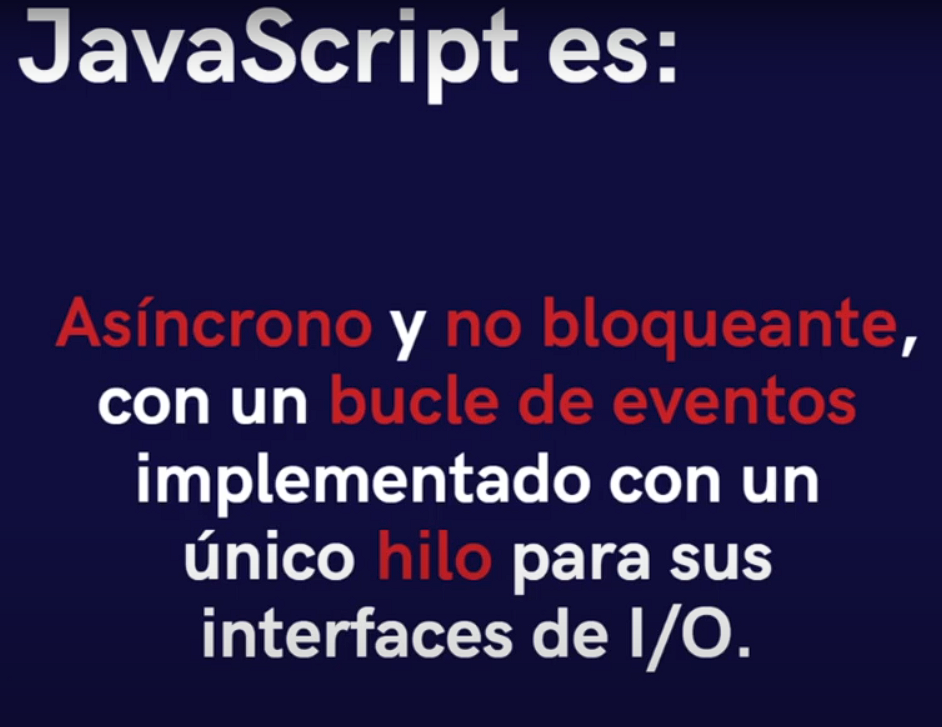 JavaScript es:
Asíncrono y no bloqueante,
con un bucle de eventos
implementado con un
único hilo para sus
interfaces de I/O.